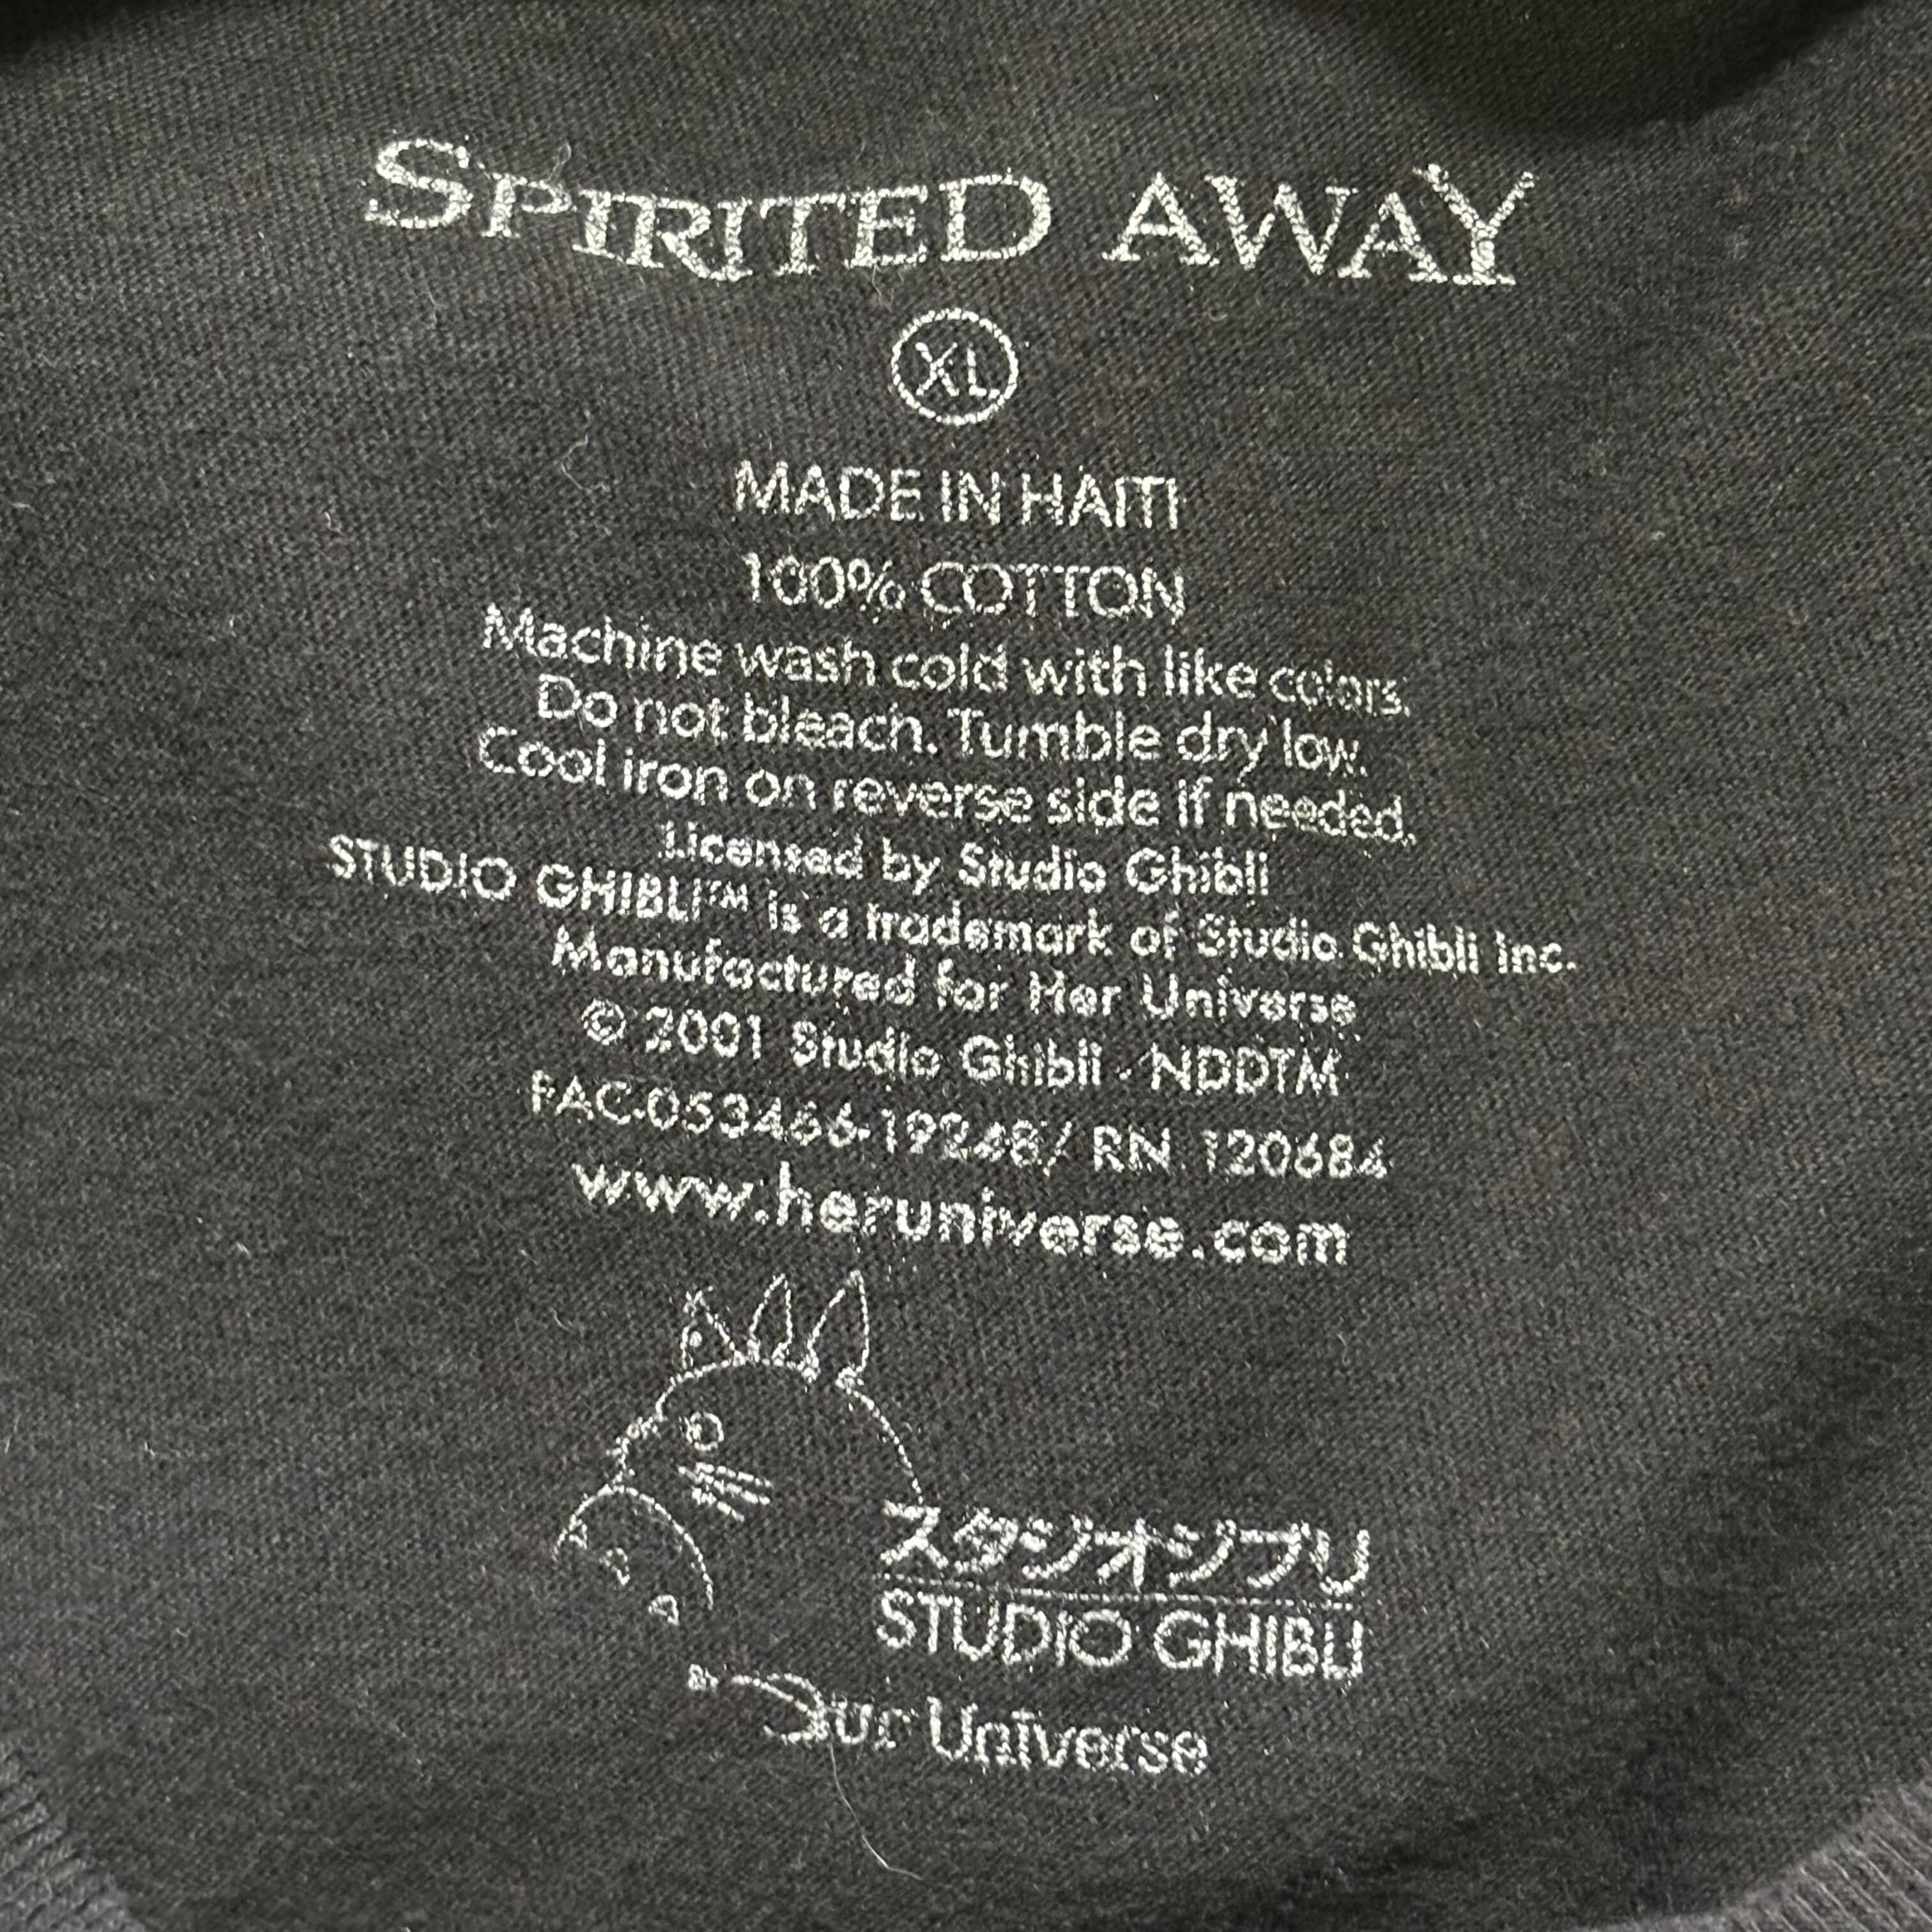 SPIRITED AWAY
XL
MADE IN HAITI
100% COTTON
Machine wash cold with like colors.
Do not bleach. Tumble dry low.
Cool iron on reverse side if needed.
Licensed by Studio Ghibli
STUDIO GHIBLI™ is a trademark of Studio Ghibli Inc.
Manufactured for Her Universe
© 2001 Studio Ghibli - NDDTM
FAC-053466-19248/ RN 120684
www.heruniverse.com
スタジオジブリ
STUDIO GHIBLI
Our Universe